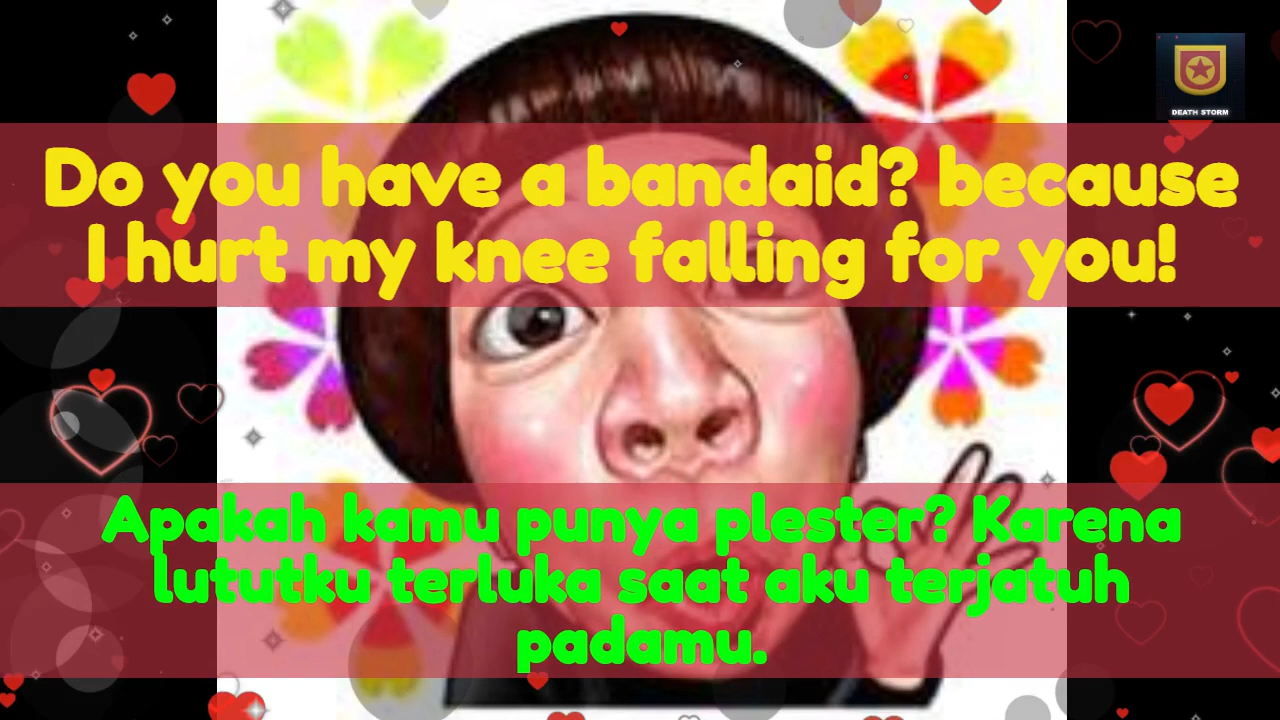 DEATH STORM
Do you have a bandaid? because
I hurt my knee falling for you!
Apakah kamu punya plester? Karena
lututku terluka saat aku terjatuh
padamu.